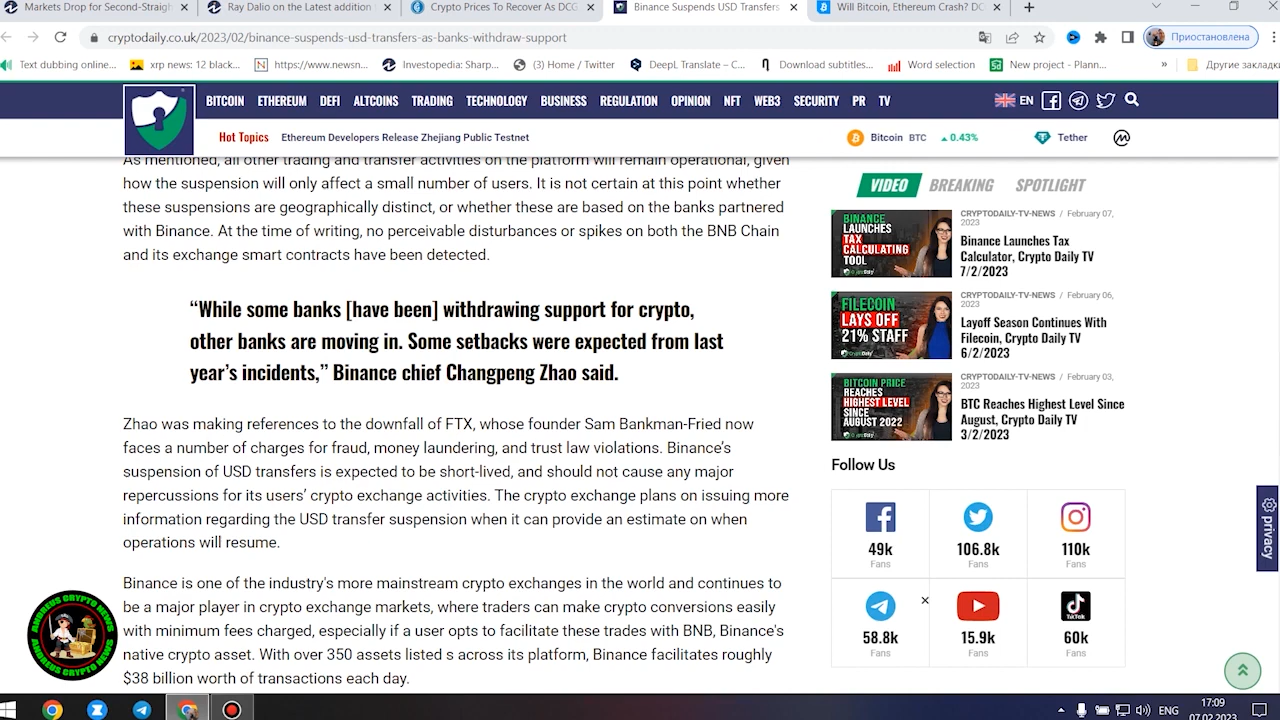 Markets Drop for Second-Straigh
Ray Dalio on the Latest addition
Crypto Prices To Recover As DCG
Binance Suspends USD Transfers
Will Bitcoin, Ethereum Crash? DC
cryptodaily.co.uk/2023/02/binance-suspends-usd-transfers-as-banks-withdraw-support
Приостановлена
Text dubbing online...
xrp news: 12 black...
https://www.newsn...
Investopedia: Sharp...
(3) Home / Twitter
DeepL Translate – C...
Download subtitles...
Word selection
New project - Plann...
»
Другие закладки
BITCOIN ETHEREUM DEFI ALTCOINS TRADING TECHNOLOGY BUSINESS REGULATION OPINION NFT WEB3 SECURITY PR TV
EN
Hot Topics Ethereum Developers Release Zhejiang Public Testnet
Bitcoin BTC ▲0.43%
Tether
As mentioned, all other trading and transfer activities on the platform will remain operational, given
how the suspension will only affect a small number of users. It is not certain at this point whether
these suspensions are geographically distinct, or whether these are based on the banks partnered
with Binance. At the time of writing, no perceivable disturbances or spikes on both the BNB Chain
and its exchange smart contracts have been detected.
“While some banks [have been] withdrawing support for crypto,
other banks are moving in. Some setbacks were expected from last
year’s incidents,” Binance chief Changpeng Zhao said.
Zhao was making references to the downfall of FTX, whose founder Sam Bankman-Fried now
faces a number of charges for fraud, money laundering, and trust law violations. Binance’s
suspension of USD transfers is expected to be short-lived, and should not cause any major
repercussions for its users’ crypto exchange activities. The crypto exchange plans on issuing more
information regarding the USD transfer suspension when it can provide an estimate on when
operations will resume.
Binance is one of the industry's more mainstream crypto exchanges in the world and continues to
be a major player in crypto exchange markets, where traders can make crypto conversions easily
with minimum fees charged, especially if a user opts to facilitate these trades with BNB, Binance's
native crypto asset. With over 350 assets listed s across its platform, Binance facilitates roughly
$38 billion worth of transactions each day.
VIDEO BREAKING SPOTLIGHT
BINANCE
LAUNCHES
TAX
CALCULATING
TOOL
CRYPTODAILY-TV-NEWS / February 07,
2023
Binance Launches Tax
Calculator, Crypto Daily TV
7/2/2023
FILECOIN
LAYS OFF
21% STAFF
CRYPTODAILY-TV-NEWS / February 06,
2023
Layoff Season Continues With
Filecoin, Crypto Daily TV
6/2/2023
BITCOIN PRICE
REACHES
HIGHEST LEVEL
SINCE
AUGUST 2022
CRYPTODAILY-TV-NEWS / February 03,
2023
BTC Reaches Highest Level Since
August, Crypto Daily TV
3/2/2023
Follow Us
49k
Fans
106.8k
Fans
110k
Fans
58.8k
Fans
15.9k
Fans
TikTok
60k
Fans
privacy
ANDREUS CRYPTO NEWS
ANDREUS CRYPTO NEWS
ENG
17:09
07.02.2023